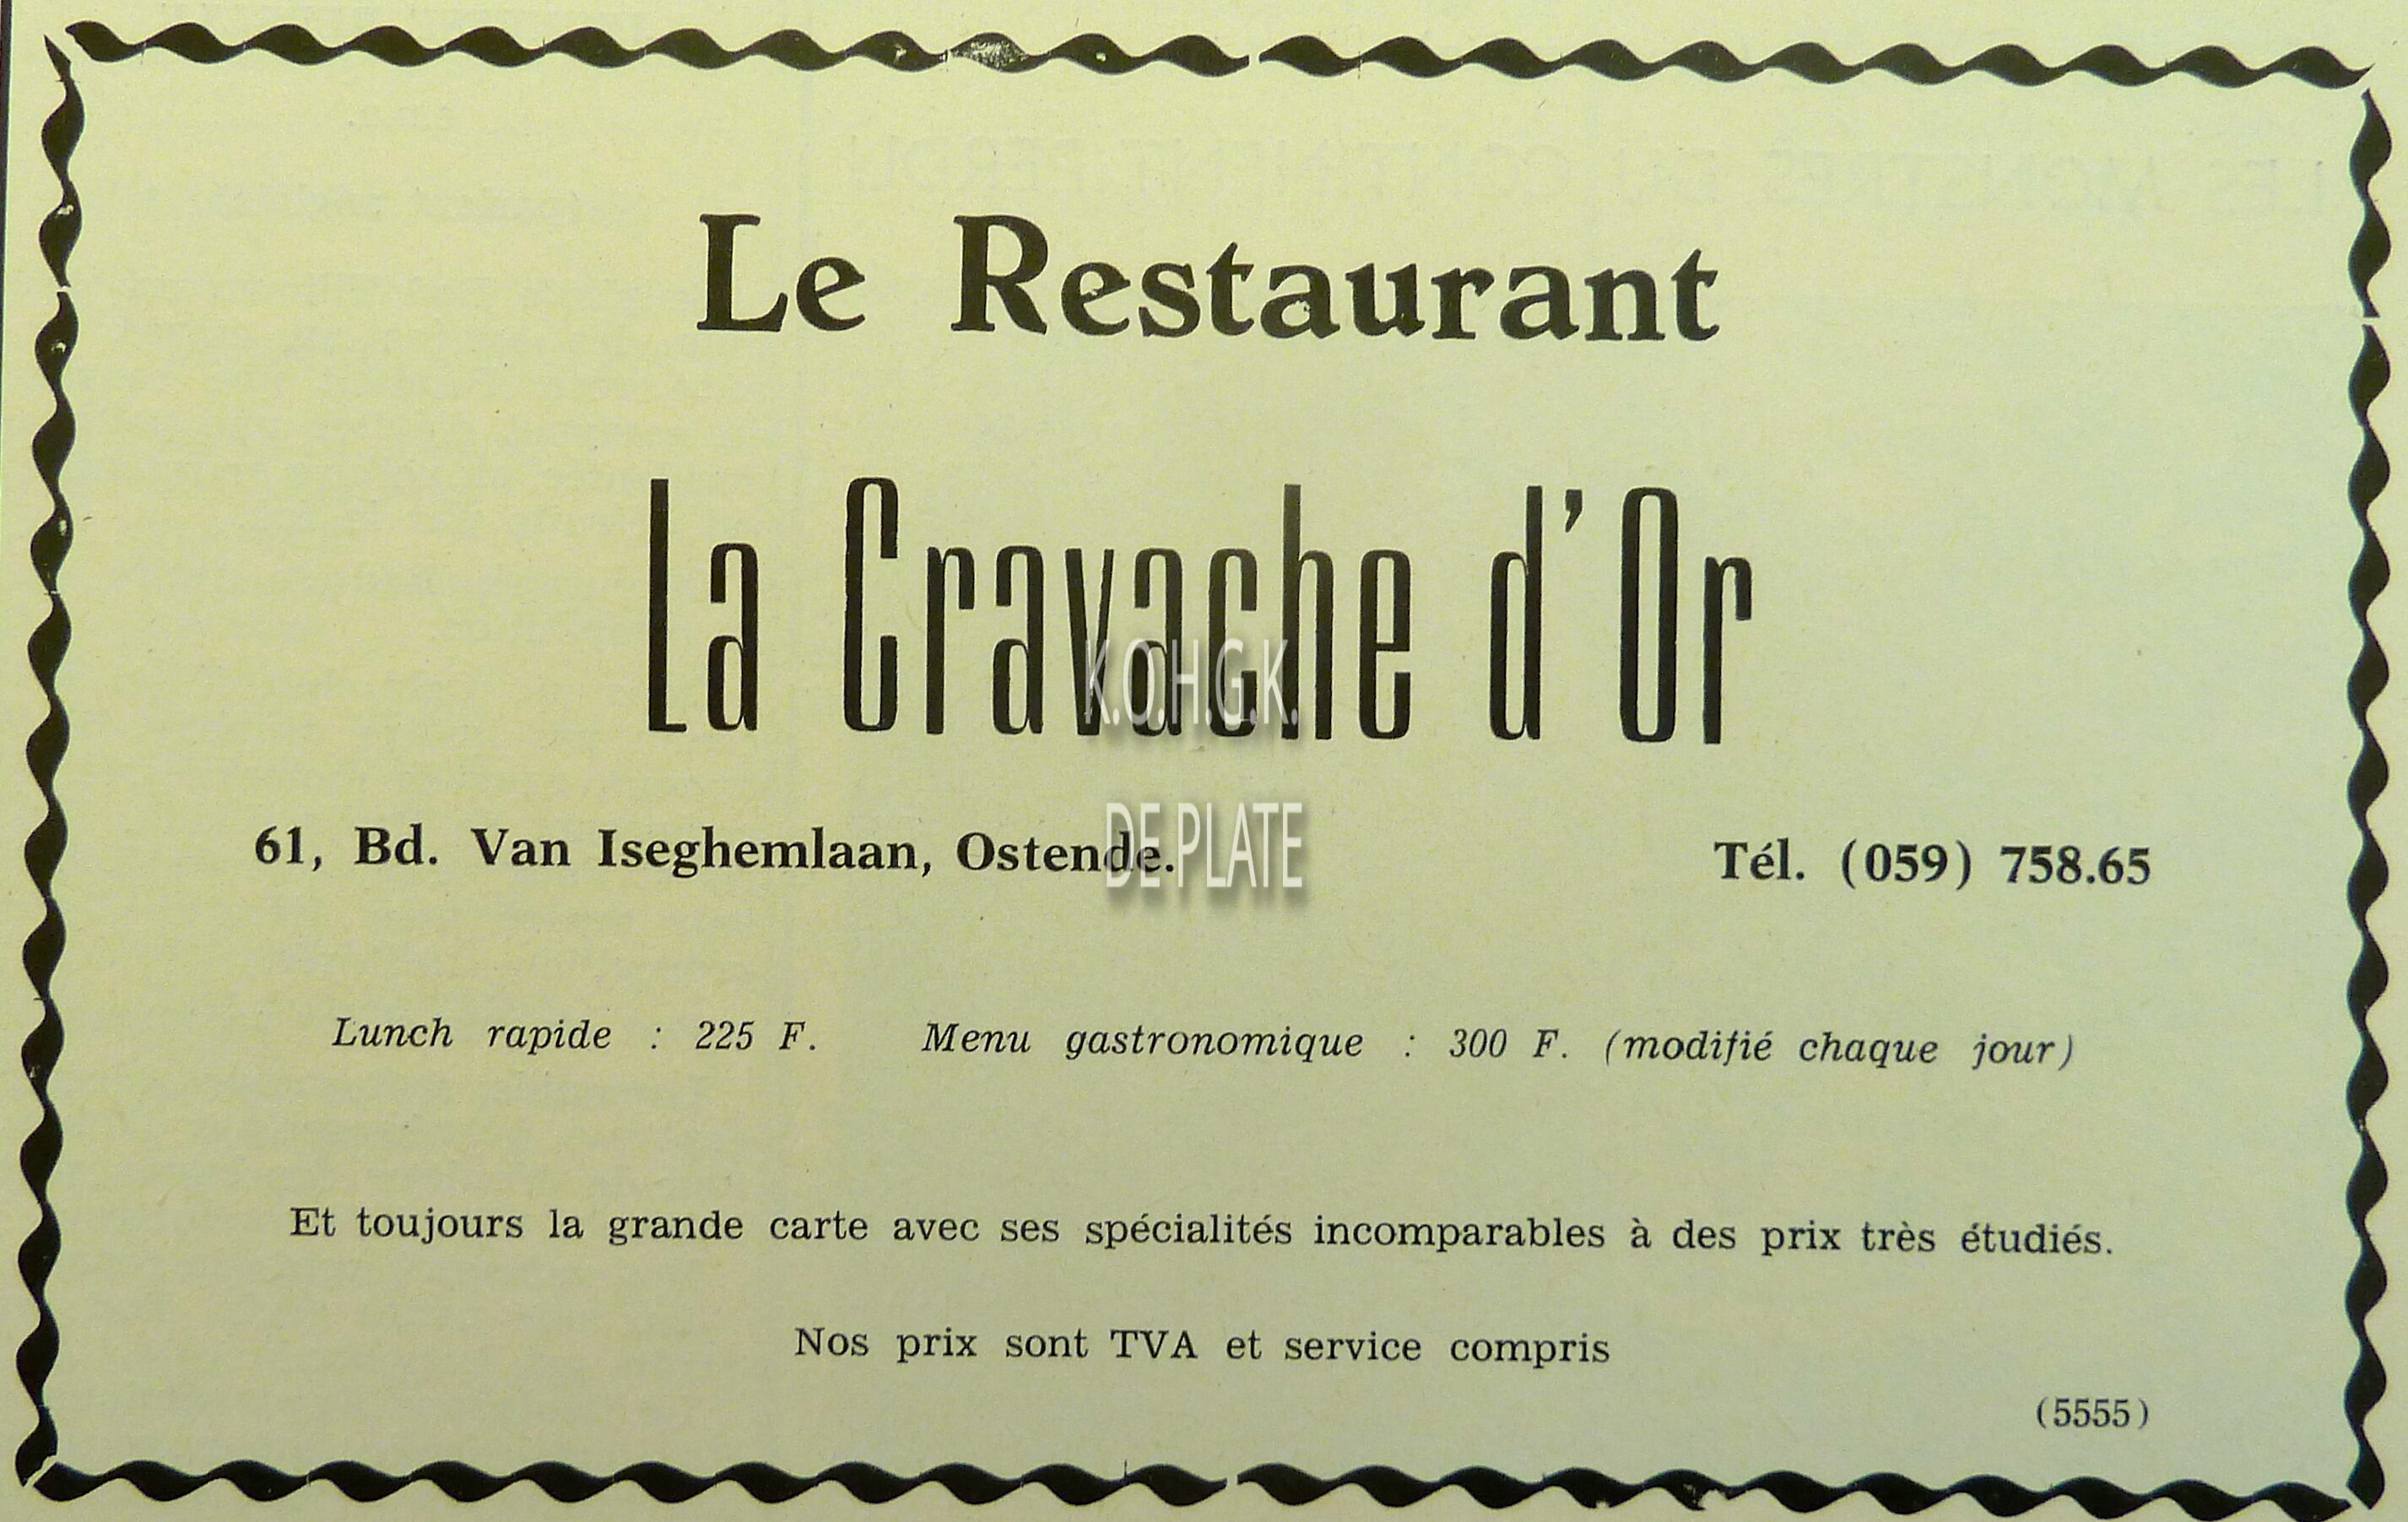 Le Restaurant
La Cravache d'Or
K.O.H.G.K.
DE PLATE
61, Bd. Van Iseghemlaan, Ostende. Tél. (059) 758.65
Lunch rapide : 225 F. Menu gastronomique : 300 F. (modifié chaque jour)
Et toujours la grande carte avec ses spécialités incomparables à des prix très étudiés.
Nos prix sont TVA et service compris
(5555)